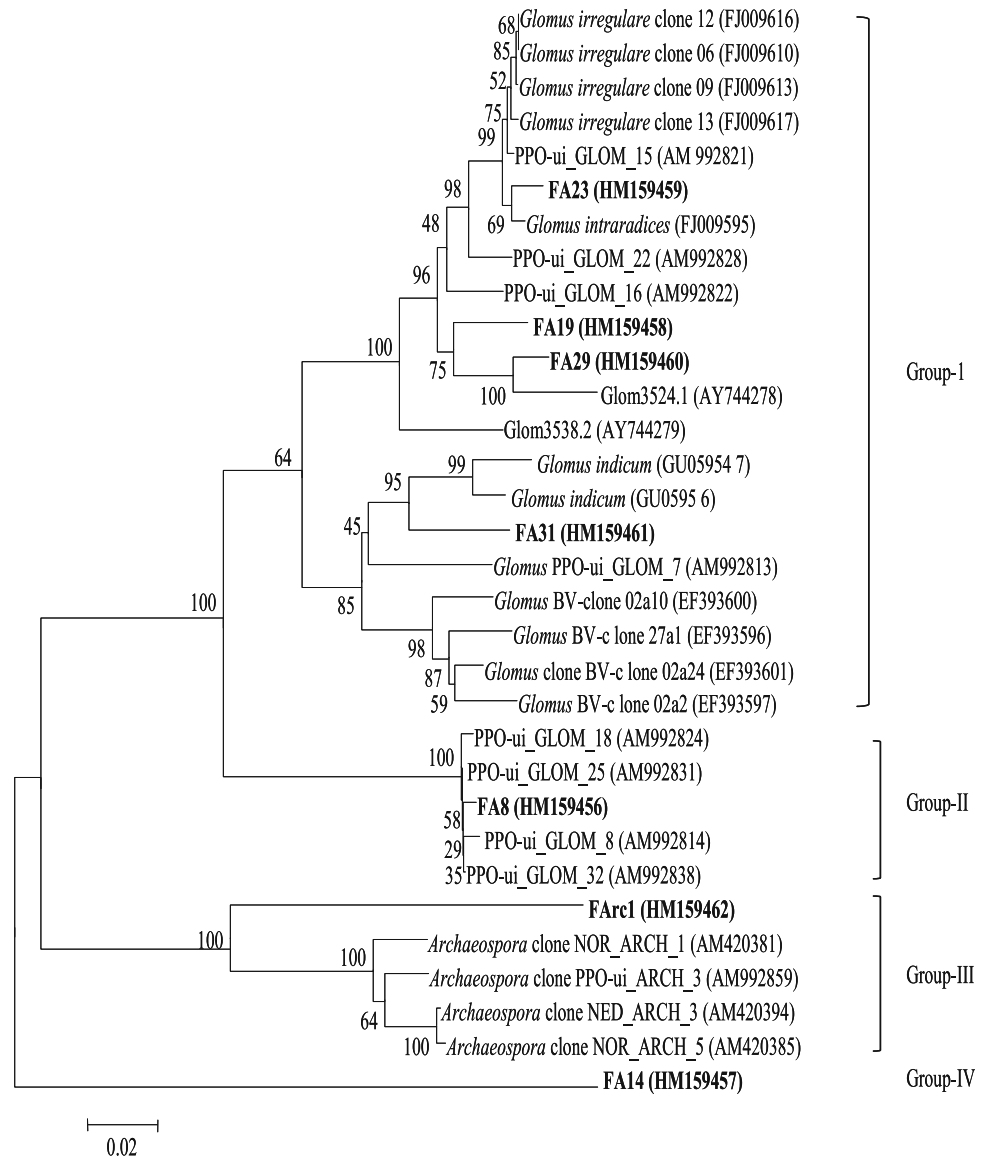 68
Glomus irregulare clone 12 (FJ009616)
85
Glomus irregulare clone 06 (FJ009610)
52
Glomus irregulare clone 09 (FJ009613)
75
Glomus irregulare clone 13 (FJ009617)
99
PPO-ui_GLOM_15 (AM 992821)
98
FA23 (HM159459)
48
69
Glomus intraradices (FJ009595)
PPO-ui_GLOM_22 (AM992828)
96
PPO-ui_GLOM_16 (AM992822)
FA19 (HM159458)
100
75
FA29 (HM159460)
Group-1
100
Glom3524.1 (AY744278)
Glom3538.2 (AY744279)
64
99
Glomus indicum (GU05954 7)
95
Glomus indicum (GU0595 6)
45
FA31 (HM159461)
Glomus PPO-ui_GLOM_7 (AM992813)
100
85
Glomus BV-clone 02a10 (EF393600)
98
Glomus BV-c lone 27a1 (EF393596)
87
Glomus clone BV-c lone 02a24 (EF393601)
59
Glomus BV-c lone 02a2 (EF393597)
PPO-ui_GLOM_18 (AM992824)
100
PPO-ui_GLOM_25 (AM992831)
FA8 (HM159456)
Group-II
58
PPO-ui_GLOM_8 (AM992814)
29
35
PPO-ui_GLOM_32 (AM992838)
FArc1 (HM159462)
100
Archaeospora clone NOR_ARCH_1 (AM420381)
100
Archaeospora clone PPO-ui_ARCH_3 (AM992859)
Group-III
64
Archaeospora clone NED_ARCH_3 (AM420394)
100
Archaeospora clone NOR_ARCH_5 (AM420385)
FA14 (HM159457)
Group-IV
0.02